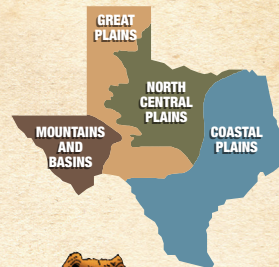 GREAT
PLAINS
NORTH
CENTRAL
PLAINS
MOUNTAINS
AND
BASINS
COASTAL
PLAINS